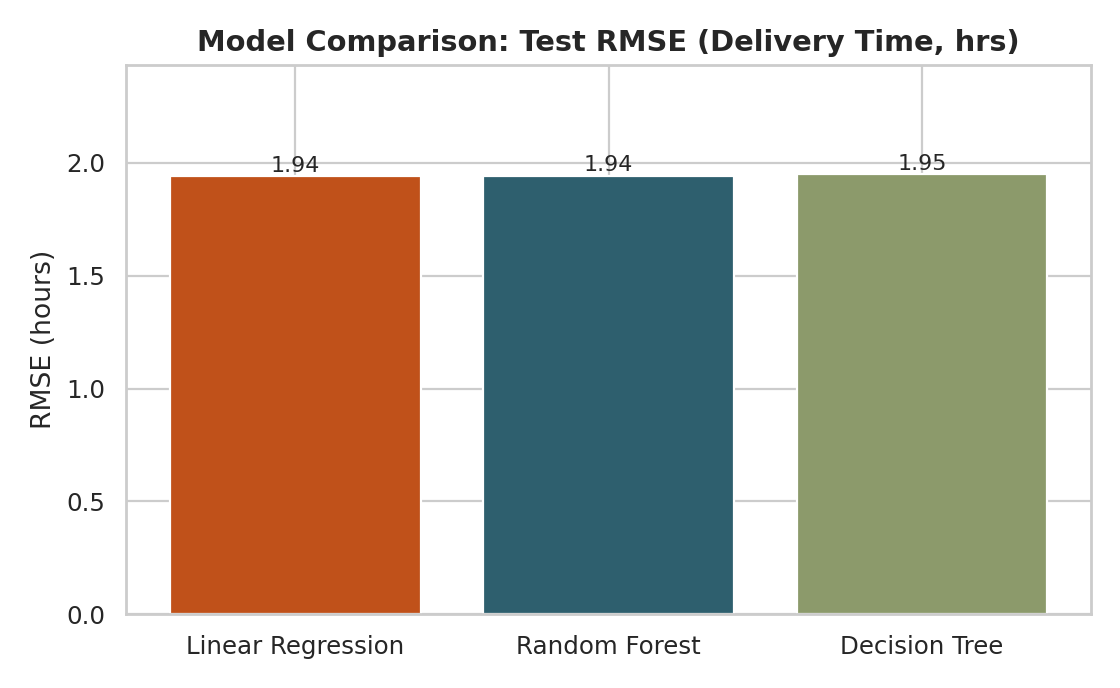 Model Comparison: Test RMSE (Delivery Time, hrs)
RMSE (hours)
2.0
1.5
1.0
0.5
0.0
1.94
1.94
1.95
Linear Regression
Random Forest
Decision Tree